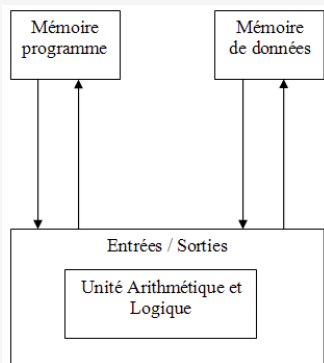 Mémoire
programme
Mémoire
de données
Entrées / Sorties
Unité Arithmétique et
Logique